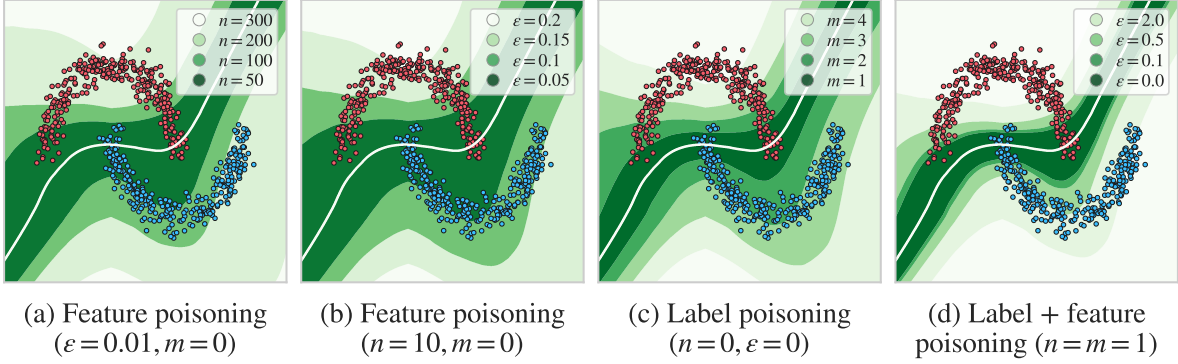 n=300
n=200
n=100
n=50
ε=0.2
ε=0.15
ε=0.1
ε=0.05
m=4
m=3
m=2
m=1
ε=2.0
ε=0.5
ε=0.1
ε=0.0
(a) Feature poisoning
(ε=0.01, m=0)
(b) Feature poisoning
(n=10, m=0)
(c) Label poisoning
(n=0, ε=0)
(d) Label + feature
poisoning (n=m=1)